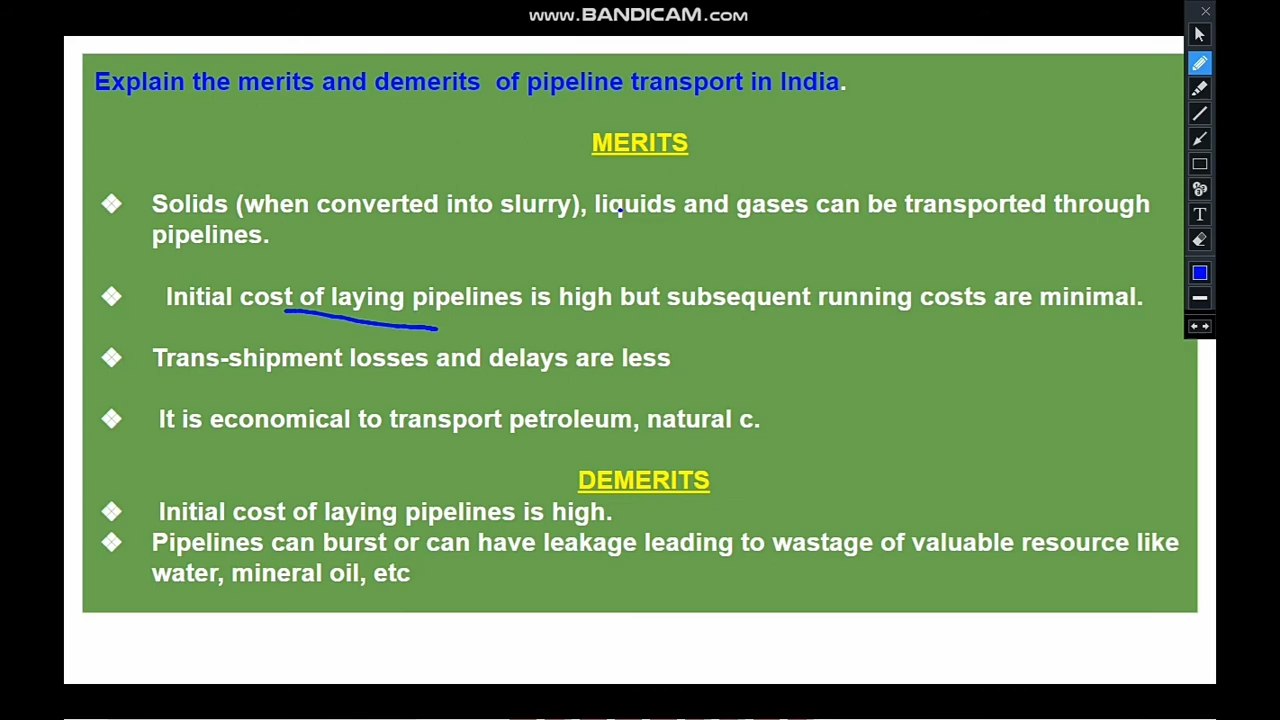 www.BANDICAM.com
Explain the merits and demerits of pipeline transport in India.
MERITS
❖ Solids (when converted into slurry), liquids and gases can be transported through
pipelines.
❖ Initial cost of laying pipelines is high but subsequent running costs are minimal.
❖ Trans-shipment losses and delays are less
❖ It is economical to transport petroleum, natural c.
DEMERITS
❖ Initial cost of laying pipelines is high.
❖ Pipelines can burst or can have leakage leading to wastage of valuable resource like
water, mineral oil, etc
T